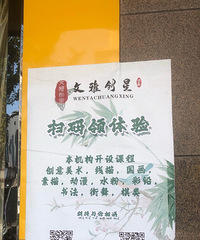 文雅创星
WENYACHUANGXING
扫码领体验
本机构开设课程
创意美术，线描，国画，
素描，动漫，水粉，彩铅，
书法，街舞，棋类